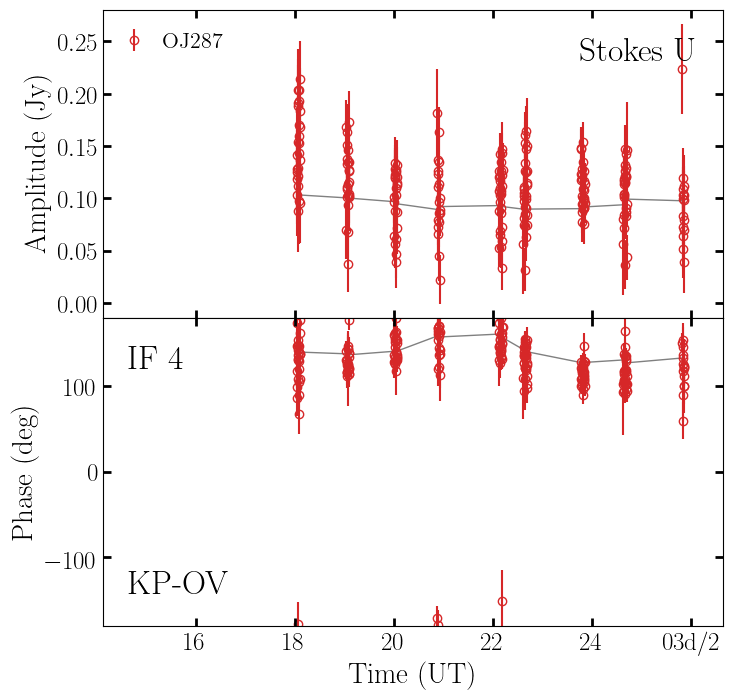 OJ287
Stokes U
0.25
0.20
0.15
0.10
0.05
0.00
Amplitude (Jy)
IF 4
100
0
−100
Phase (deg)
KP-OV
16 18 20 22 24 03d/2
Time (UT)